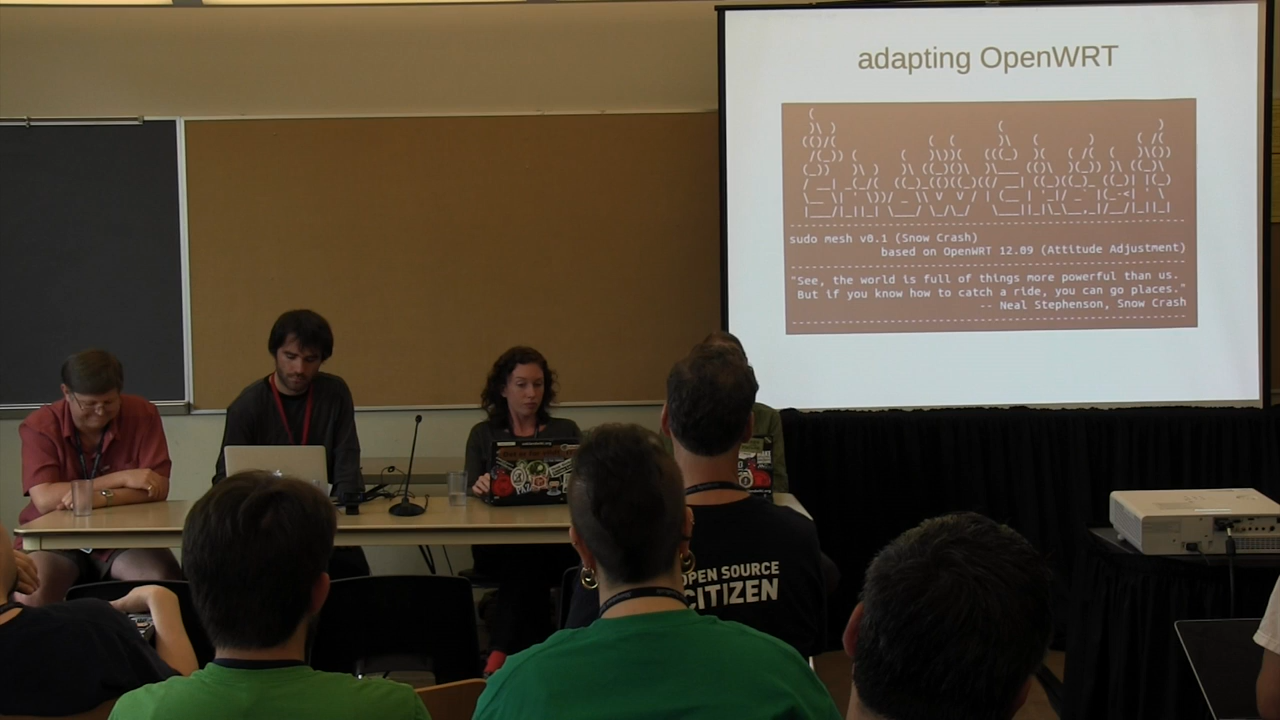 adapting OpenWRT
sudo mesh v0.1 (Snow Crash)
based on OpenWRT 12.09 (Attitude Adjustment)
"See, the world is full of things more powerful than us.
But if you know how to catch a ride, you can go places."
-- Neal Stephenson, Snow Crash
OPEN SOURCE
CITIZEN